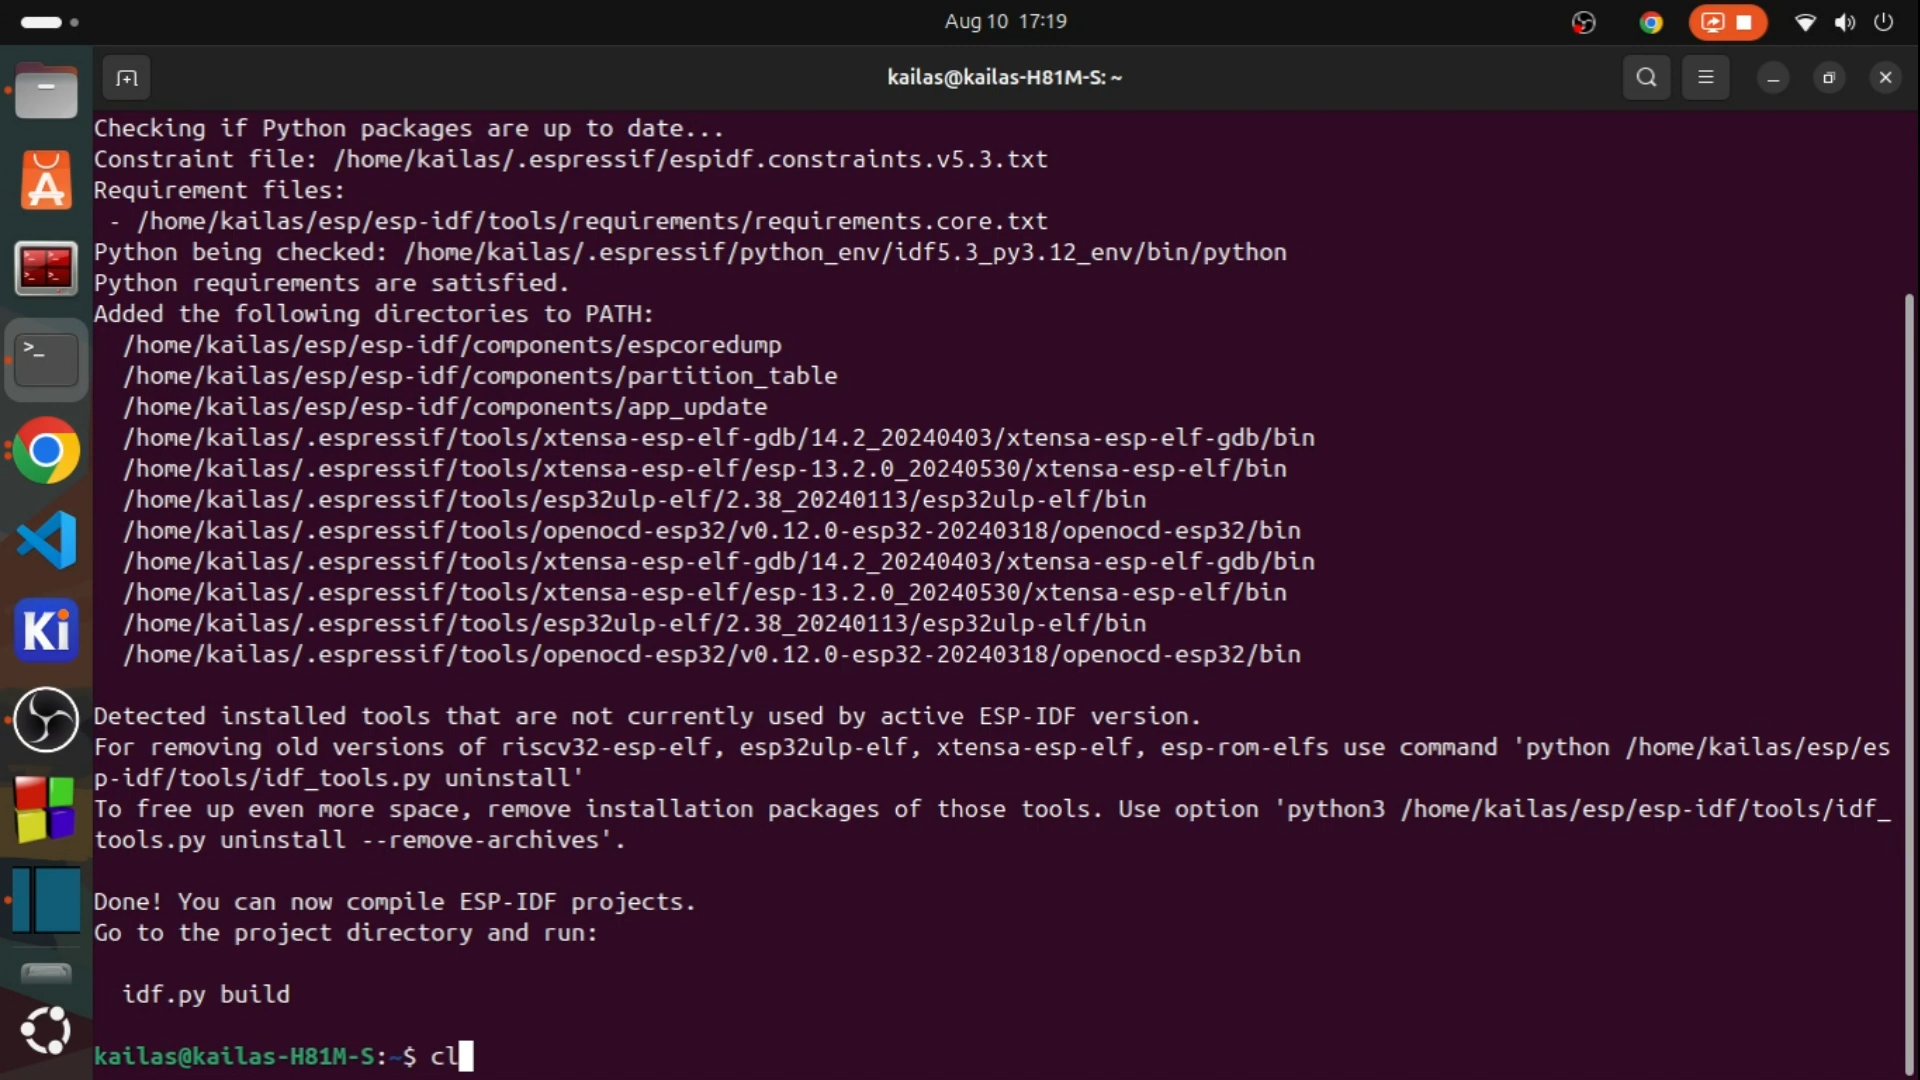 Aug 10 17:19
kailas@kailas-H81M-S: ~
Checking if Python packages are up to date...
Constraint file: /home/kailas/.espressif/espidf.constraints.v5.3.txt
Requirement files:
- /home/kailas/esp/esp-idf/tools/requirements/requirements.core.txt
Python being checked: /home/kailas/.espressif/python_env/idf5.3_py3.12_env/bin/python
Python requirements are satisfied.
Added the following directories to PATH:
/home/kailas/esp/esp-idf/components/espcoredump
/home/kailas/esp/esp-idf/components/partition_table
/home/kailas/esp/esp-idf/components/app_update
/home/kailas/.espressif/tools/xtensa-esp-elf-gdb/14.2_20240403/xtensa-esp-elf-gdb/bin
/home/kailas/.espressif/tools/xtensa-esp-elf/esp-13.2.0_20240530/xtensa-esp-elf/bin
/home/kailas/.espressif/tools/esp32ulp-elf/2.38_20240113/esp32ulp-elf/bin
/home/kailas/.espressif/tools/openocd-esp32/v0.12.0-esp32-20240318/openocd-esp32/bin
/home/kailas/.espressif/tools/xtensa-esp-elf-gdb/14.2_20240403/xtensa-esp-elf-gdb/bin
/home/kailas/.espressif/tools/xtensa-esp-elf/esp-13.2.0_20240530/xtensa-esp-elf/bin
/home/kailas/.espressif/tools/esp32ulp-elf/2.38_20240113/esp32ulp-elf/bin
/home/kailas/.espressif/tools/openocd-esp32/v0.12.0-esp32-20240318/openocd-esp32/bin
Detected installed tools that are not currently used by active ESP-IDF version.
For removing old versions of riscv32-esp-elf, esp32ulp-elf, xtensa-esp-elf, esp-rom-elfs use command 'python /home/kailas/esp/es
p-idf/tools/idf_tools.py uninstall'
To free up even more space, remove installation packages of those tools. Use option 'python3 /home/kailas/esp/esp-idf/tools/idf_
tools.py uninstall --remove-archives'.
Done! You can now compile ESP-IDF projects.
Go to the project directory and run:
idf.py build
kailas@kailas-H81M-S:~$ cl
Ki